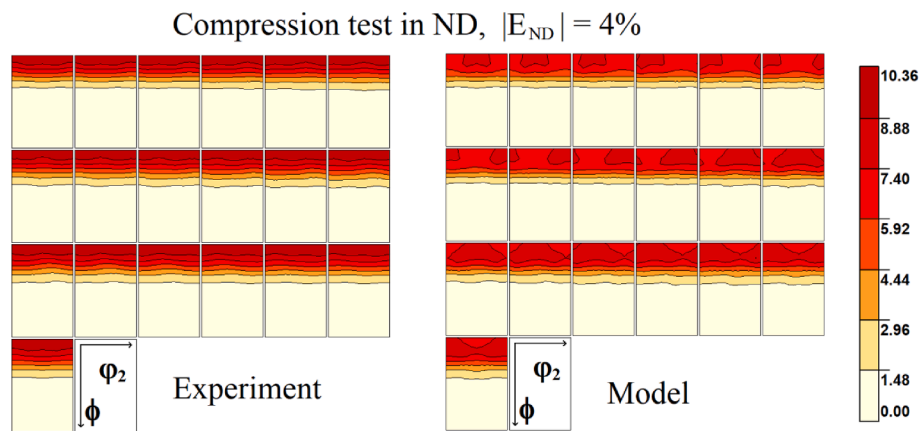 Compression test in ND, |E_ND| = 4%
10.36
8.88
7.40
5.92
4.44
2.96
1.48
0.00
φ₂
ϕ
Experiment
φ₂
ϕ
Model